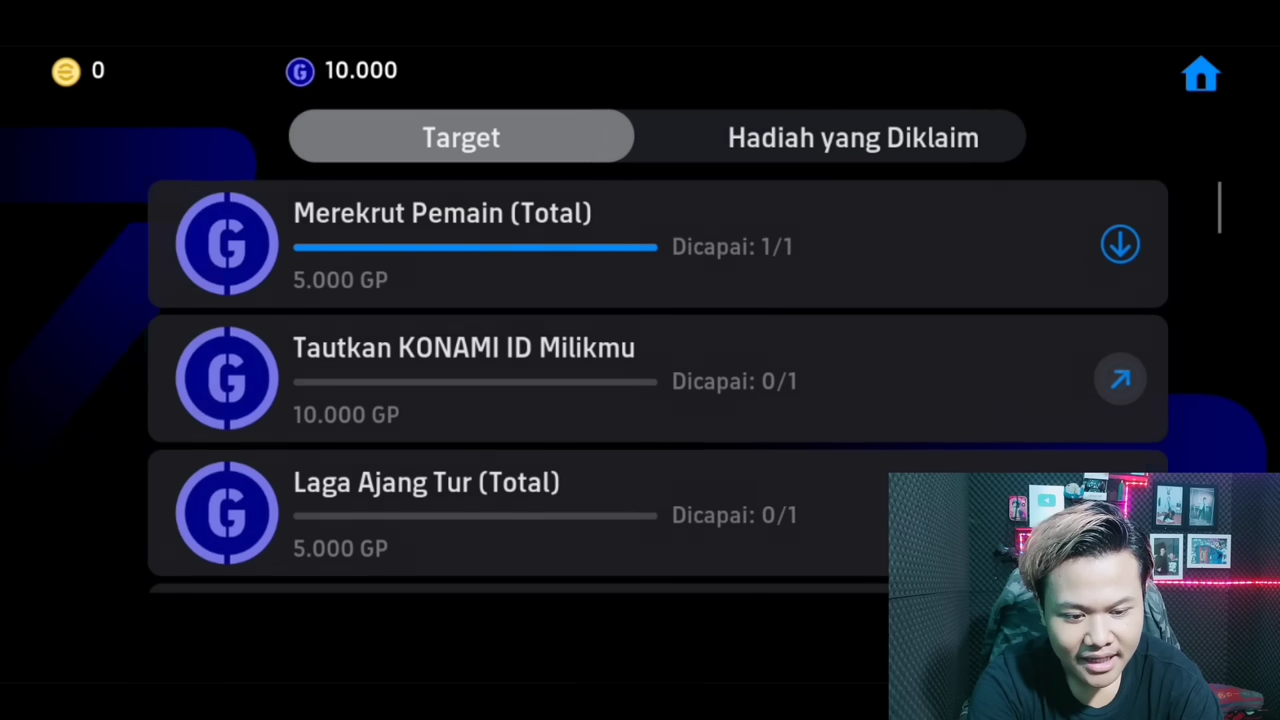 0
G 10.000
Target
Hadiah yang Diklaim
G
Merekrut Pemain (Total)
Dicapai: 1/1
5.000 GP
G
Tautkan KONAMI ID Milikmu
Dicapai: 0/1
10.000 GP
G
Laga Ajang Tur (Total)
Dicapai: 0/1
5.000 GP